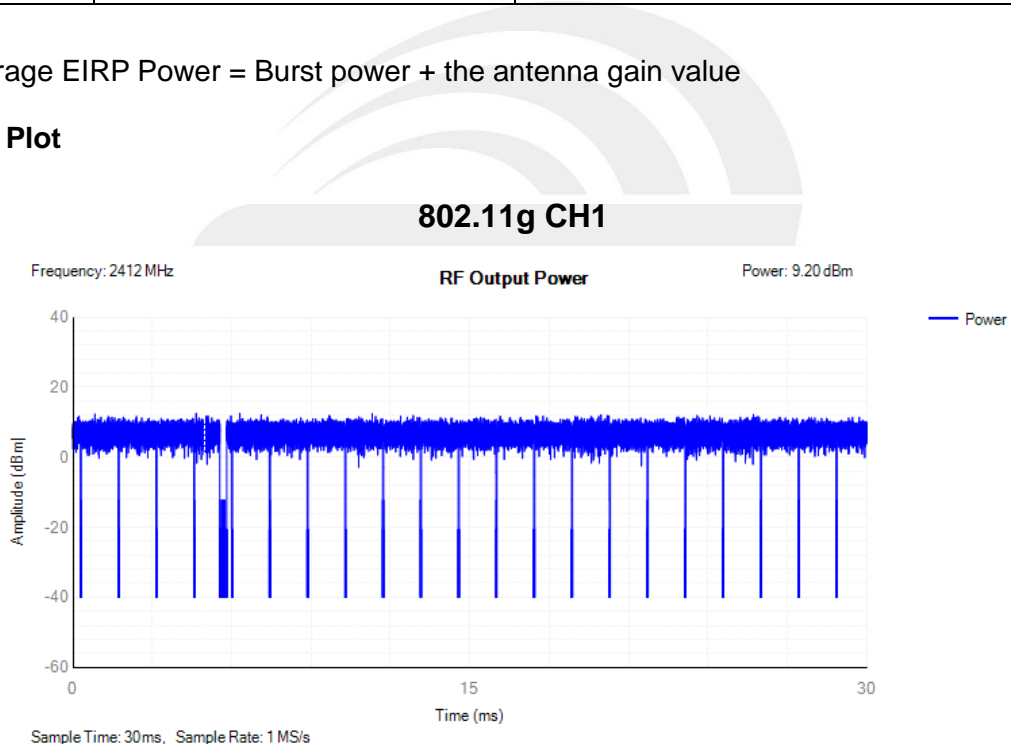 rage EIRP Power = Burst power + the antenna gain value
Plot
802.11g CH1
Frequency: 2412 MHz
RF Output Power
Power: 9.20 dBm
Power
40
20
0
-20
-40
-60
Amplitude (dBm)
0
15
30
Time (ms)
Sample Time: 30ms, Sample Rate: 1 MS/s